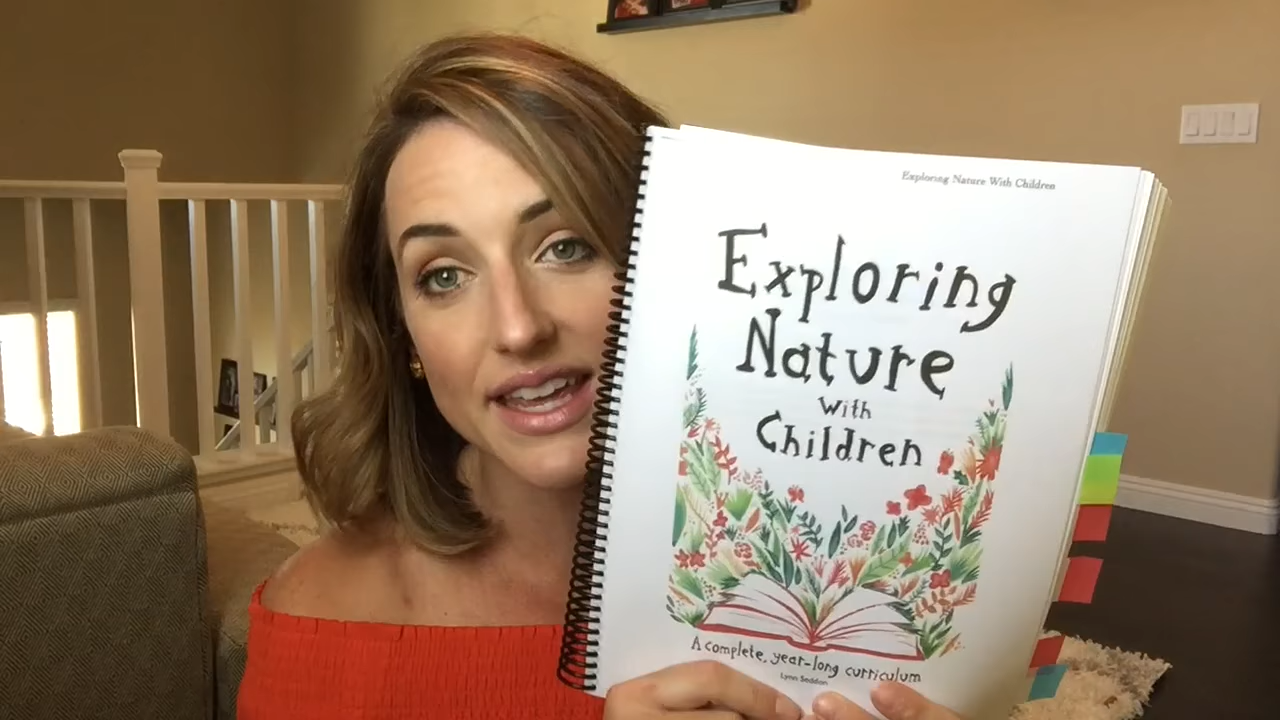 Exploring Nature With Children
Exploring
Nature
With
Children
A complete, year-long curriculum
Lynn Seddon